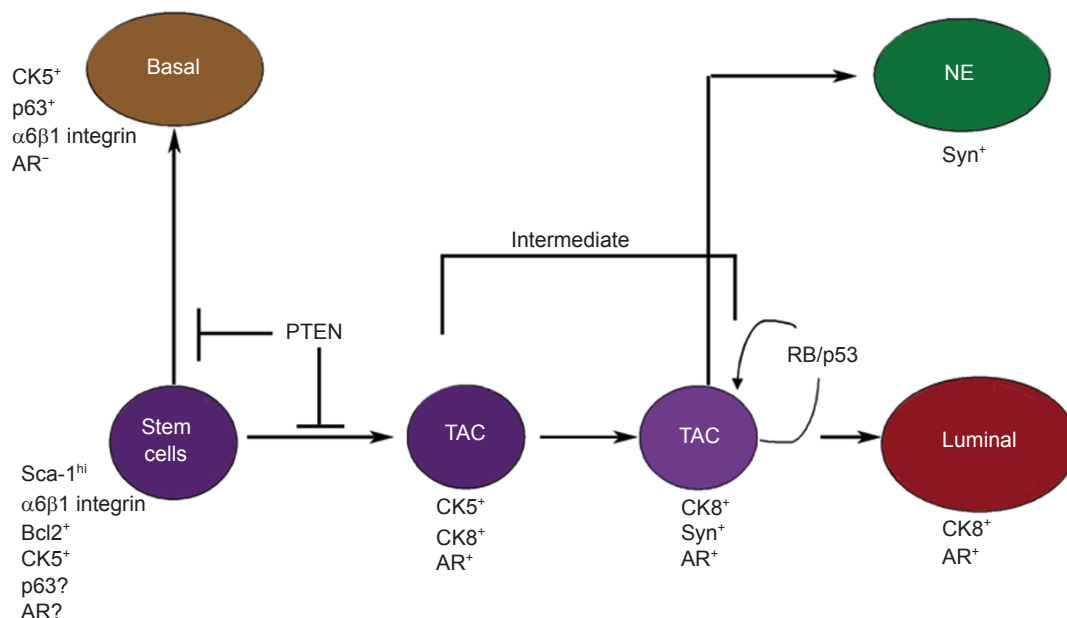 Basal
CK5⁺
p63⁺
α6β1 integrin
AR⁻
NE
Syn⁺
Intermediate
PTEN
RB/p53
Stem
cells
TAC
TAC
Luminal
Sca-1ʰⁱ
α6β1 integrin
Bcl2⁺
CK5⁺
p63?
AR?
CK5⁺
CK8⁺
AR⁺
CK8⁺
Syn⁺
AR⁺
CK8⁺
AR⁺